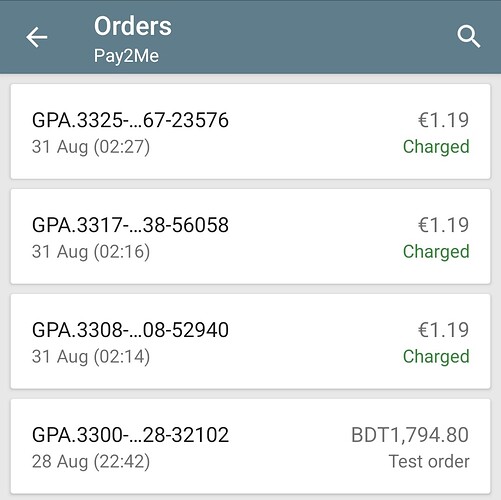 Orders
Pay2Me
GPA.3325-...67-23576 €1.19
31 Aug (02:27) Charged
GPA.3317-...38-56058 €1.19
31 Aug (02:16) Charged
GPA.3308-...08-52940 €1.19
31 Aug (02:14) Charged
GPA.3300-...28-32102 BDT1,794.80
28 Aug (22:42) Test order